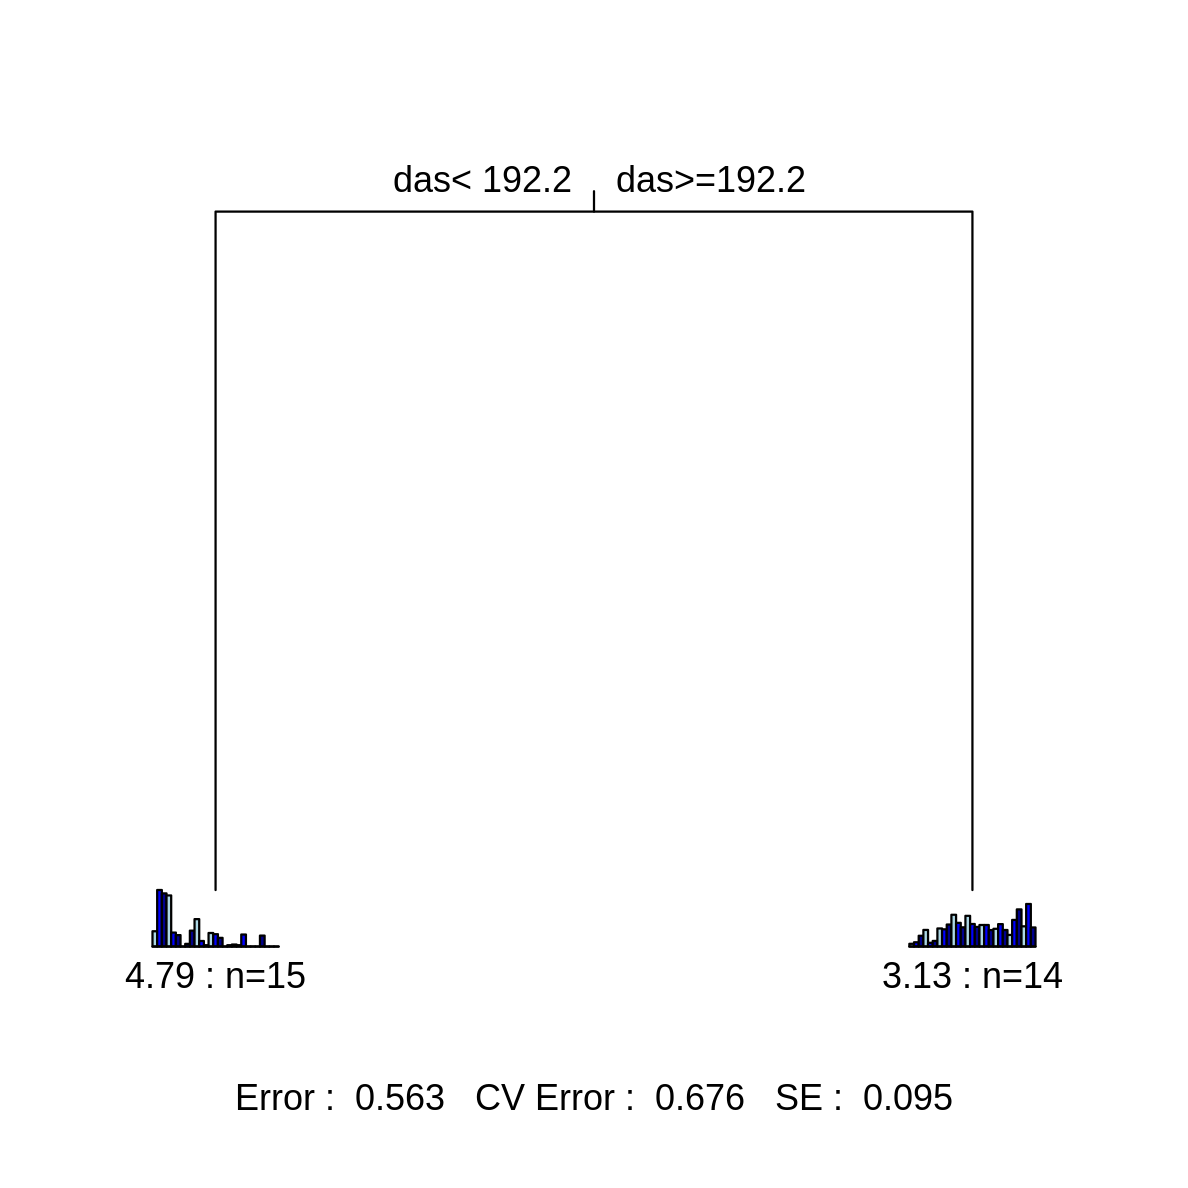 das< 192.2 das>=192.2
4.79 : n=15 3.13 : n=14
Error : 0.563 CV Error : 0.676 SE : 0.095